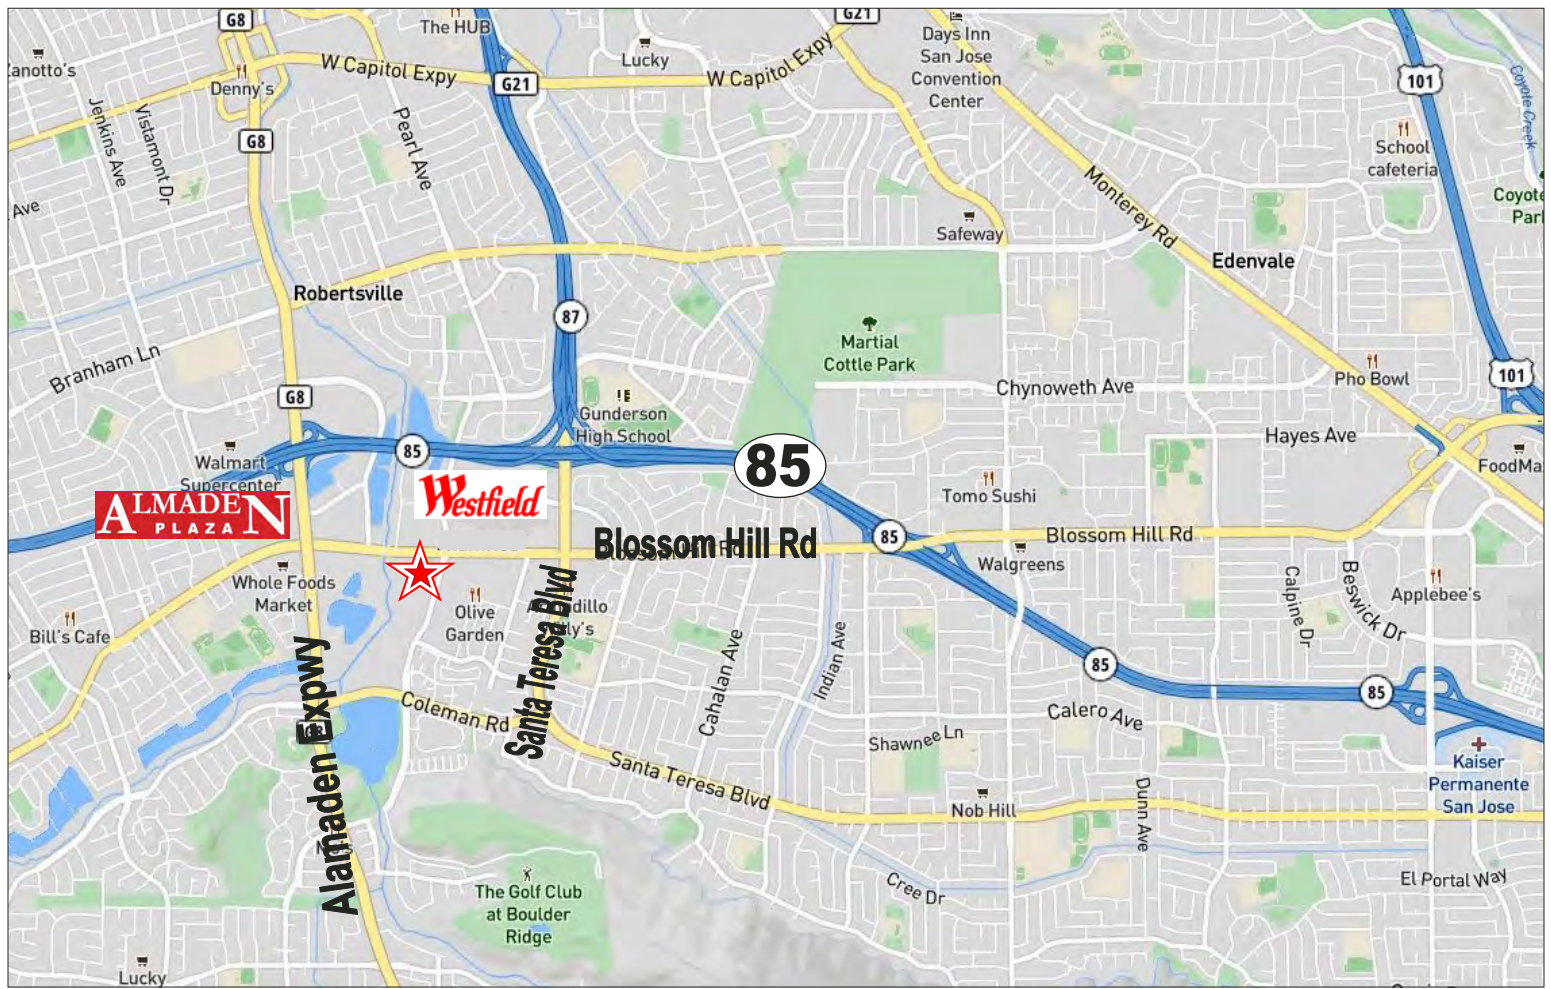 G8
The HUB
G21
Zanotto's
Lucky
Days Inn
San Jose
Convention
Center
W Capitol Expy
G21
W Capitol Expy
101
Denny's
Coyote Creek
Jenkins Ave
Vistamont Dr
Pearl Ave
G8
School
cafeteria
Ave
Monterey Rd
Coyote
Park
Safeway
Edenvale
Robertsville
87
Martial
Cottle Park
Branham Ln
G8
Chynoweth Ave
Pho Bowl
101
Gunderson
High School
Hayes Ave
85
85
Walmart
Supercenter
FoodMa
ALMADEN
PLAZA
Westfield
Tomo Sushi
Blossom Hill Rd
85
Blossom Hill Rd
Walgreens
Whole Foods
Market
Olive
Garden
Santa Teresa Blvd
Bill's Cafe
Calpine Dr
Beswick Dr
Applebee's
Cahalan Ave
Indian Ave
85
85
Alamaden Expwy
G8
Coleman Rd
Calero Ave
Shawnee Ln
Santa Teresa Blvd
Kaiser
Permanente
San Jose
Nob Hill
Dunn Ave
The Golf Club
at Boulder
Ridge
Cree Dr
El Portal Way
Lucky